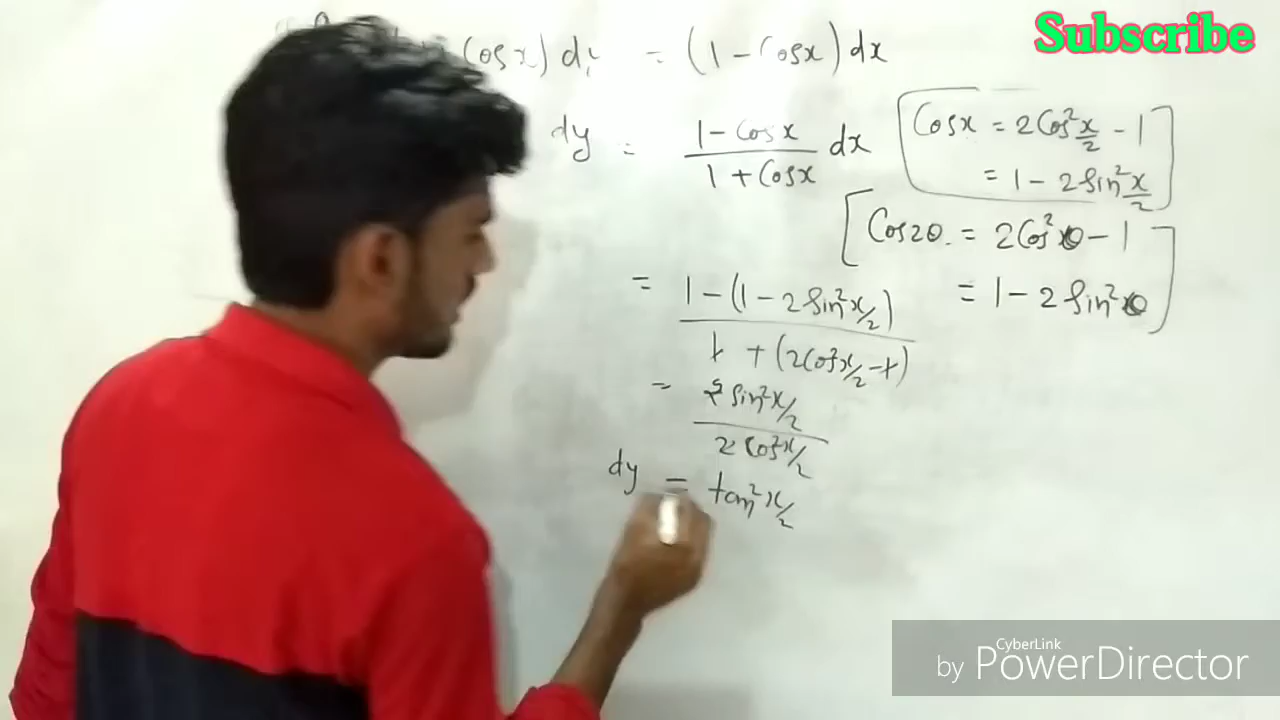 Subscribe
Cosx) d = (1 - Cosx) dx
dy = (1 - Cosx)/(1 + Cosx) dx
Cosx = 2Cos²x/2 - 1
= 1 - 2Sin²x/2
Cos2θ = 2Cos²θ - 1
= 1 - 2Sin²θ
= (1 - (1 - 2Sin²x/2))/(1 + (2Cos²x/2 - 1))
= (2Sin²x/2)/(2Cos²x/2)
dy = tan²x/2
by CyberLink PowerDirector